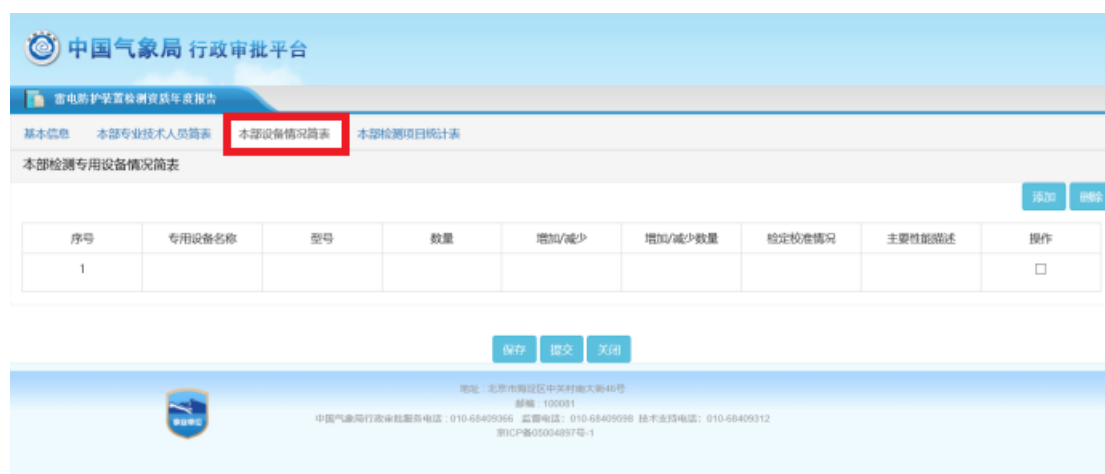 中国气象局 行政审批平台
雷电防护装置检测资质年度报告
基本信息 本部专业技术人员简表 本部设备情况简表 本部检测项目统计表
本部检测专用设备情况简表
添加 删除
序号 专用设备名称 型号 数量 增加/减少 增加/减少数量 检定校准情况 主要性能描述 操作
1
保存 提交 关闭
地址：北京市海淀区中关村南大街46号
邮编：100081
中国气象局行政审批服务电话：010-68409366 监督电话：010-68409598 技术支持电话：010-68409312
京ICP备05004897号-1
事业单位